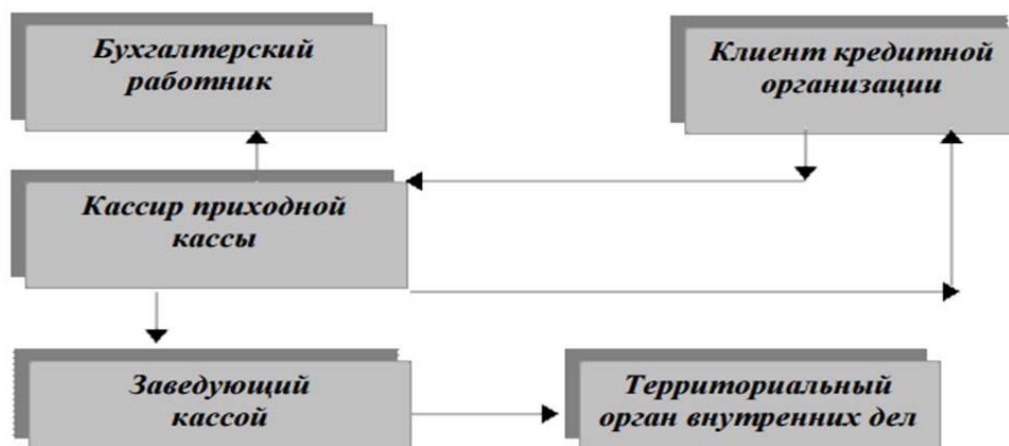 Бухгалтерский
работник
Клиент кредитной
организации
Кассир приходной
кассы
Заведующий
кассой
Территориальный
орган внутренних дел